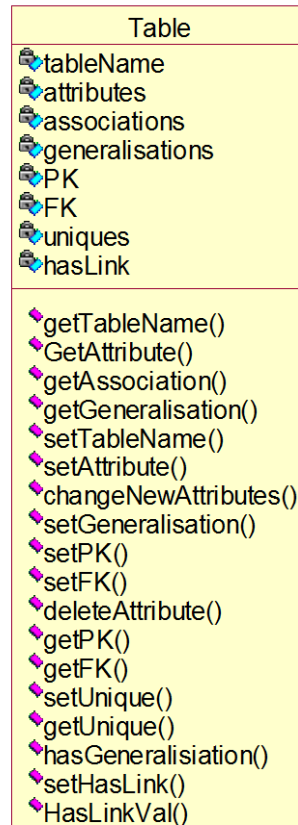 Table
tableName
attributes
associations
generalisations
PK
FK
uniques
hasLink
getTableName()
GetAttribute()
getAssociation()
getGeneralisation()
setTableName()
setAttribute()
changeNewAttributes()
setGeneralisation()
setPK()
setFK()
deleteAttribute()
getPK()
getFK()
setUnique()
getUnique()
hasGeneralisiation()
setHasLink()
HasLinkVal()